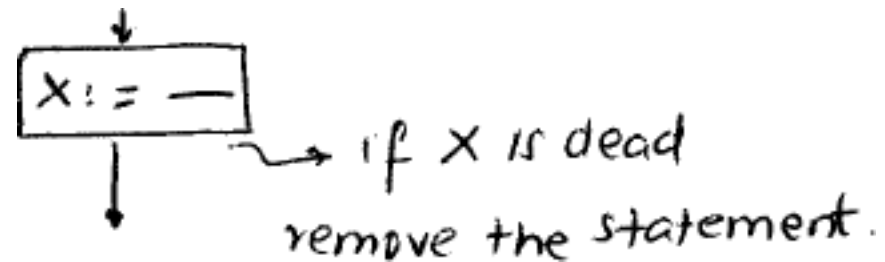 X := —
if X is dead
remove the statement.